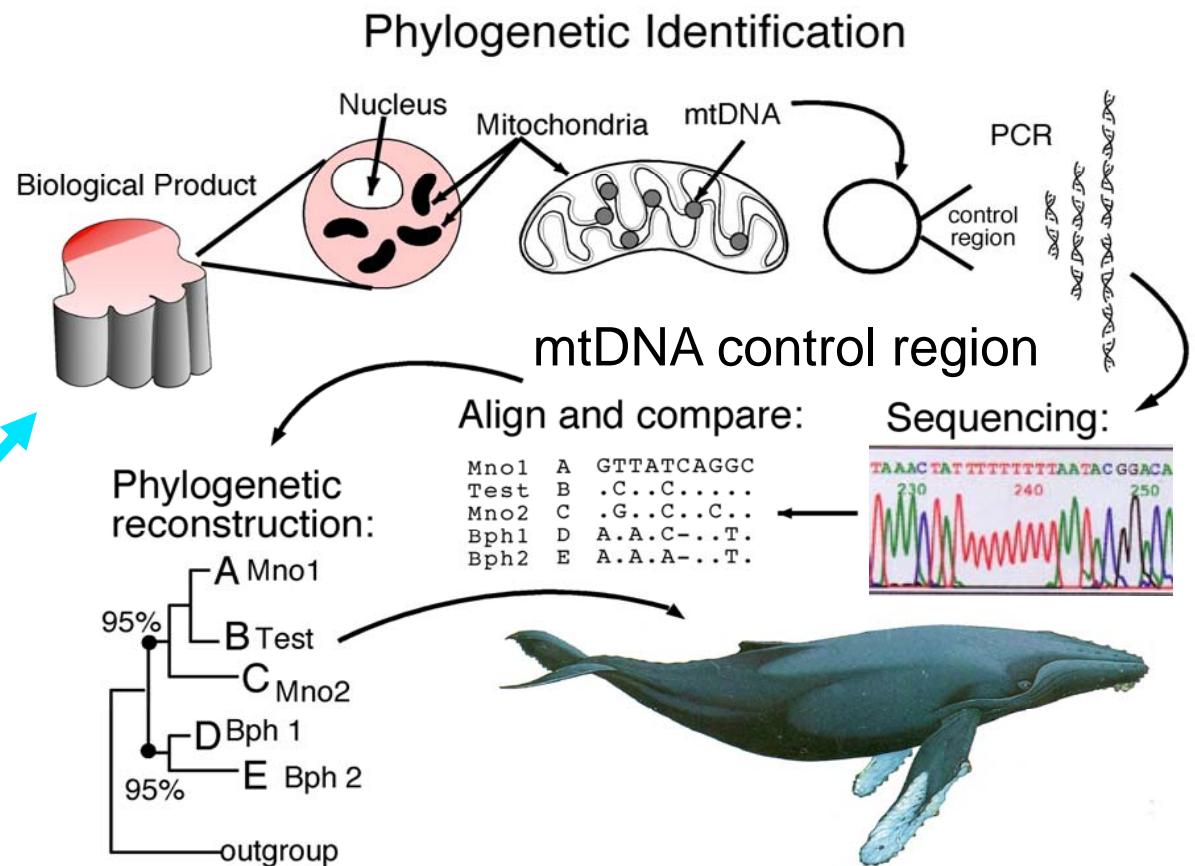 Phylogenetic Identification
Nucleus
Mitochondria
mtDNA
PCR
Biological Product
control
region
mtDNA control region
Align and compare:
Sequencing:
Mno1 A GTTATCAGGC
Test B .C..C.....
Mno2 C .G..C..C..
Bph1 D A.A.C-..T.
Bph2 E A.A.A-..T.
TAAACTATTTTTTTTTAATACGGACA
230 240 250
Phylogenetic
reconstruction:
A Mno1
95%
B Test
C Mno2
D Bph 1
E Bph 2
95%
outgroup